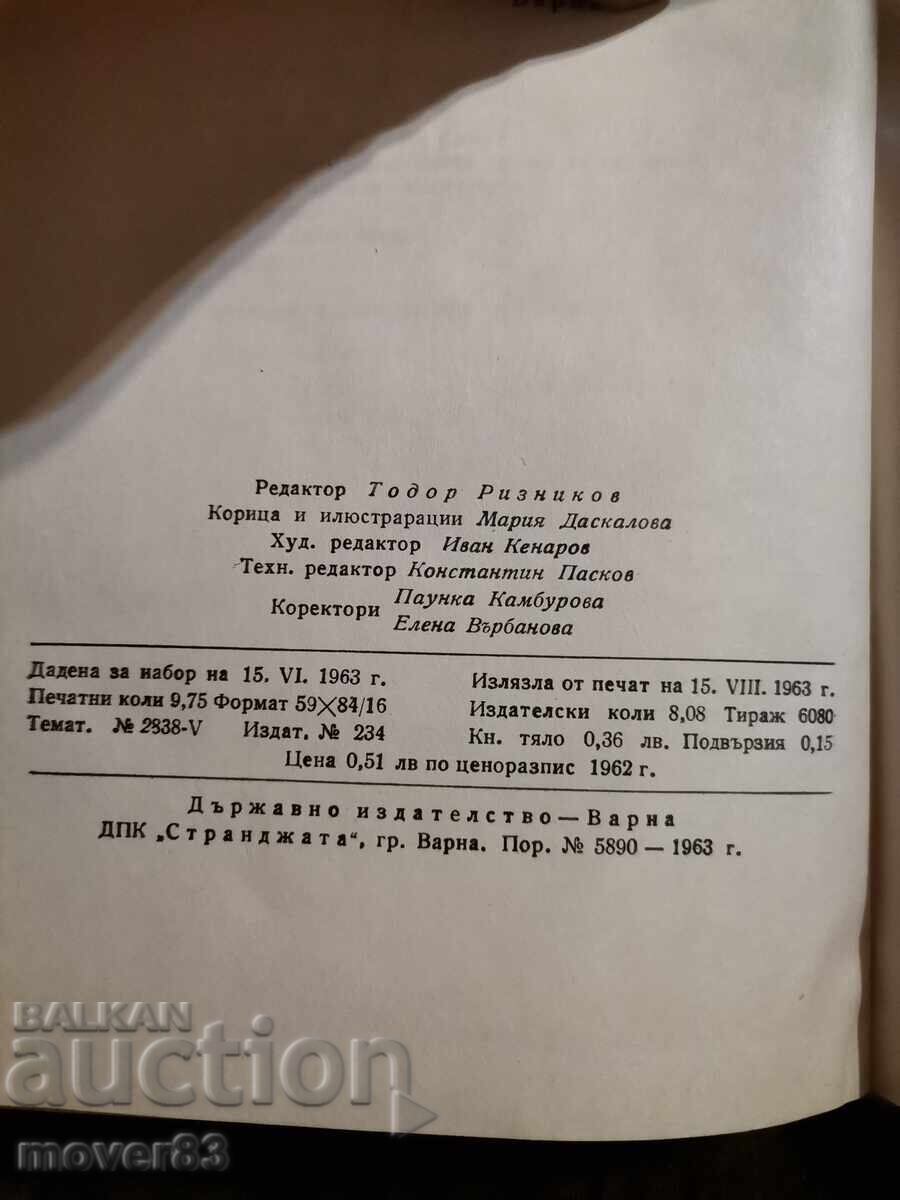 Варна
Редактор Тодор Ризников
Корица и илюстрарации Мария Даскалова
Худ. редактор Иван Кенаров
Техн. редактор Константин Пасков
Коректори Паунка Камбурова
Елена Върбанова
Дадена за набор на 15. VI. 1963 г. Излязла от печат на 15. VIII. 1963 г.
Печатни коли 9,75 Формат 59×84/16 Издателски коли 8,08 Тираж 6080
Темат. № 2838-V Издат. № 234 Кн. тяло 0,36 лв. Подвързия 0,15
Цена 0,51 лв по ценоразпис 1962 г.
Държавно издателство — Варна
ДПК „Странджата“, гр. Варна. Пор. № 5890 — 1963 г.
BALKAN
auction
mover83